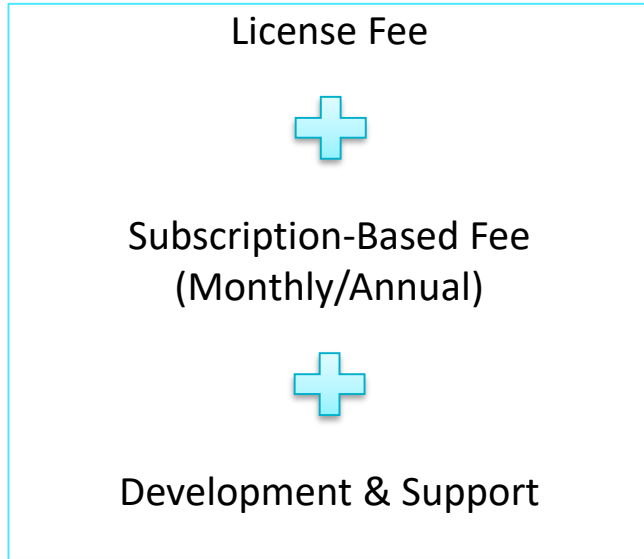 License Fee
Subscription-Based Fee
(Monthly/Annual)
Development & Support